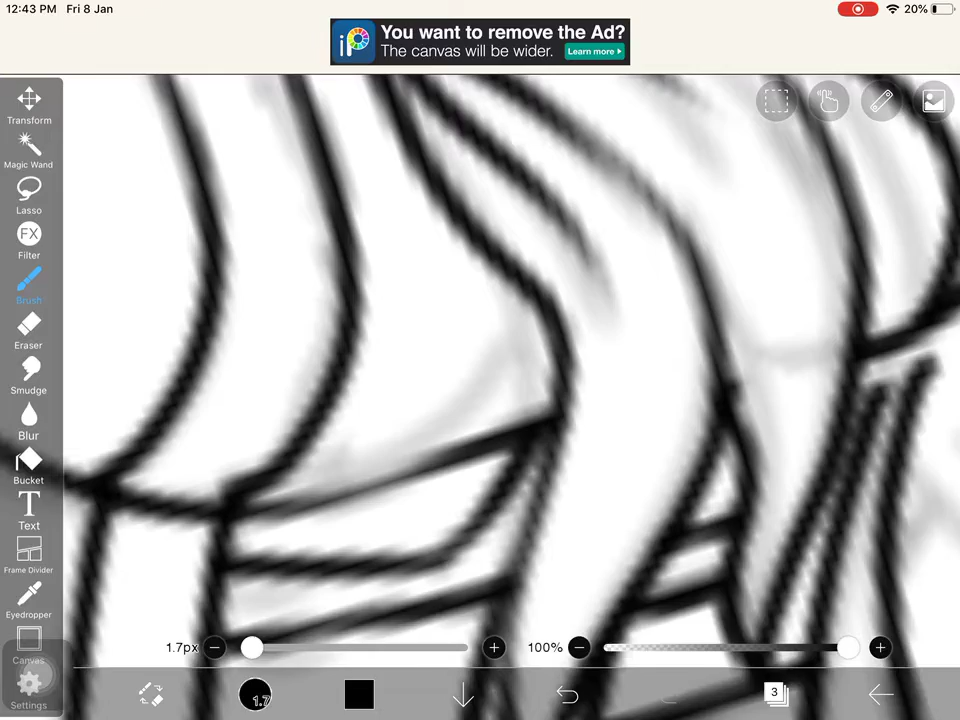 12:43 PM Fri 8 Jan
20%
iP
You want to remove the Ad?
The canvas will be wider.
Learn more
Transform
Magic Wand
Lasso
FX
Filter
Brush
Eraser
Smudge
Blur
Bucket
T
Text
Frame Divider
Eyedropper
Canvas
Settings
1.7px
100%
1.7
3